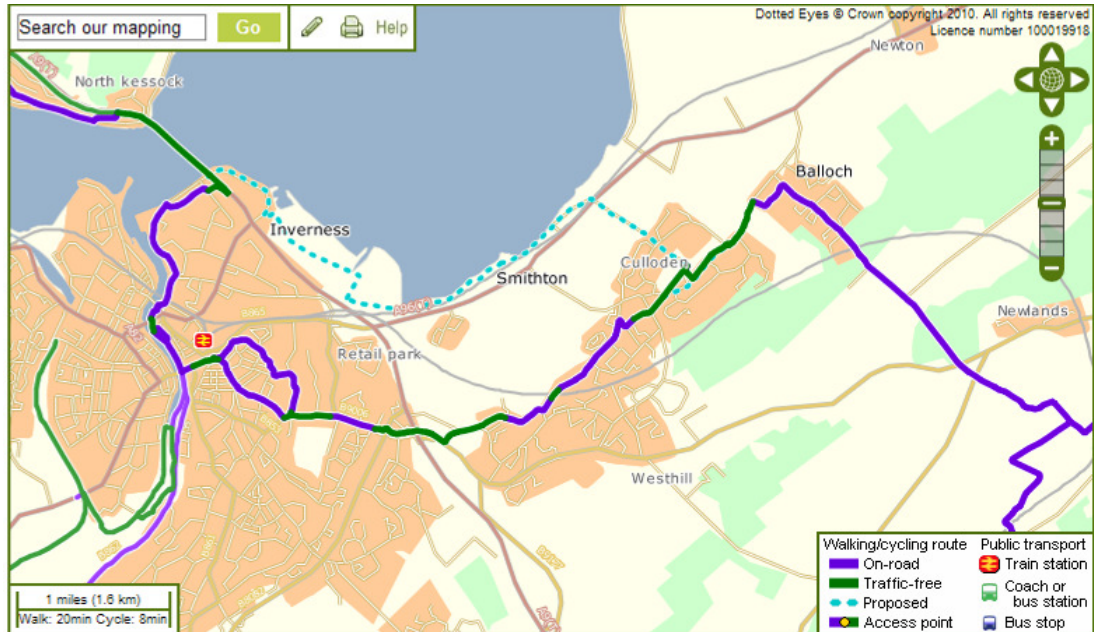 Search our mapping
Go
Help
Dotted Eyes © Crown copyright 2010. All rights reserved
Licence number 100019918
Newton
North kessock
Balloch
Inverness
Culloden
Smithton
Newlands
Retail park
Westhill
B862
1 miles (1.6 km)
Walk: 20min Cycle: 8min
Walking/cycling route
On-road
Traffic-free
Proposed
Access point
Public transport
Train station
Coach or
bus station
Bus stop